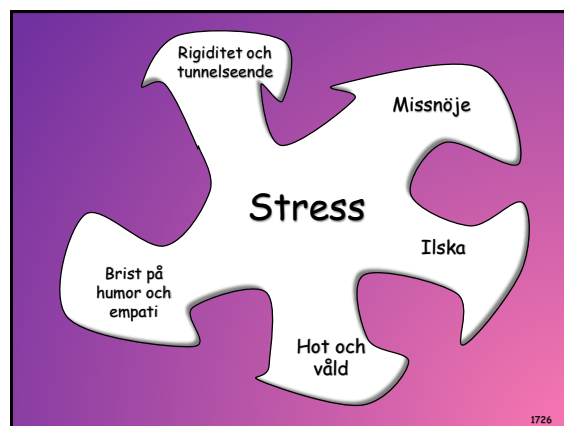 Rigiditet och
tunnelseende
Missnöje
Stress
Ilska
Brist på
humor och
empati
Hot och
våld
1726